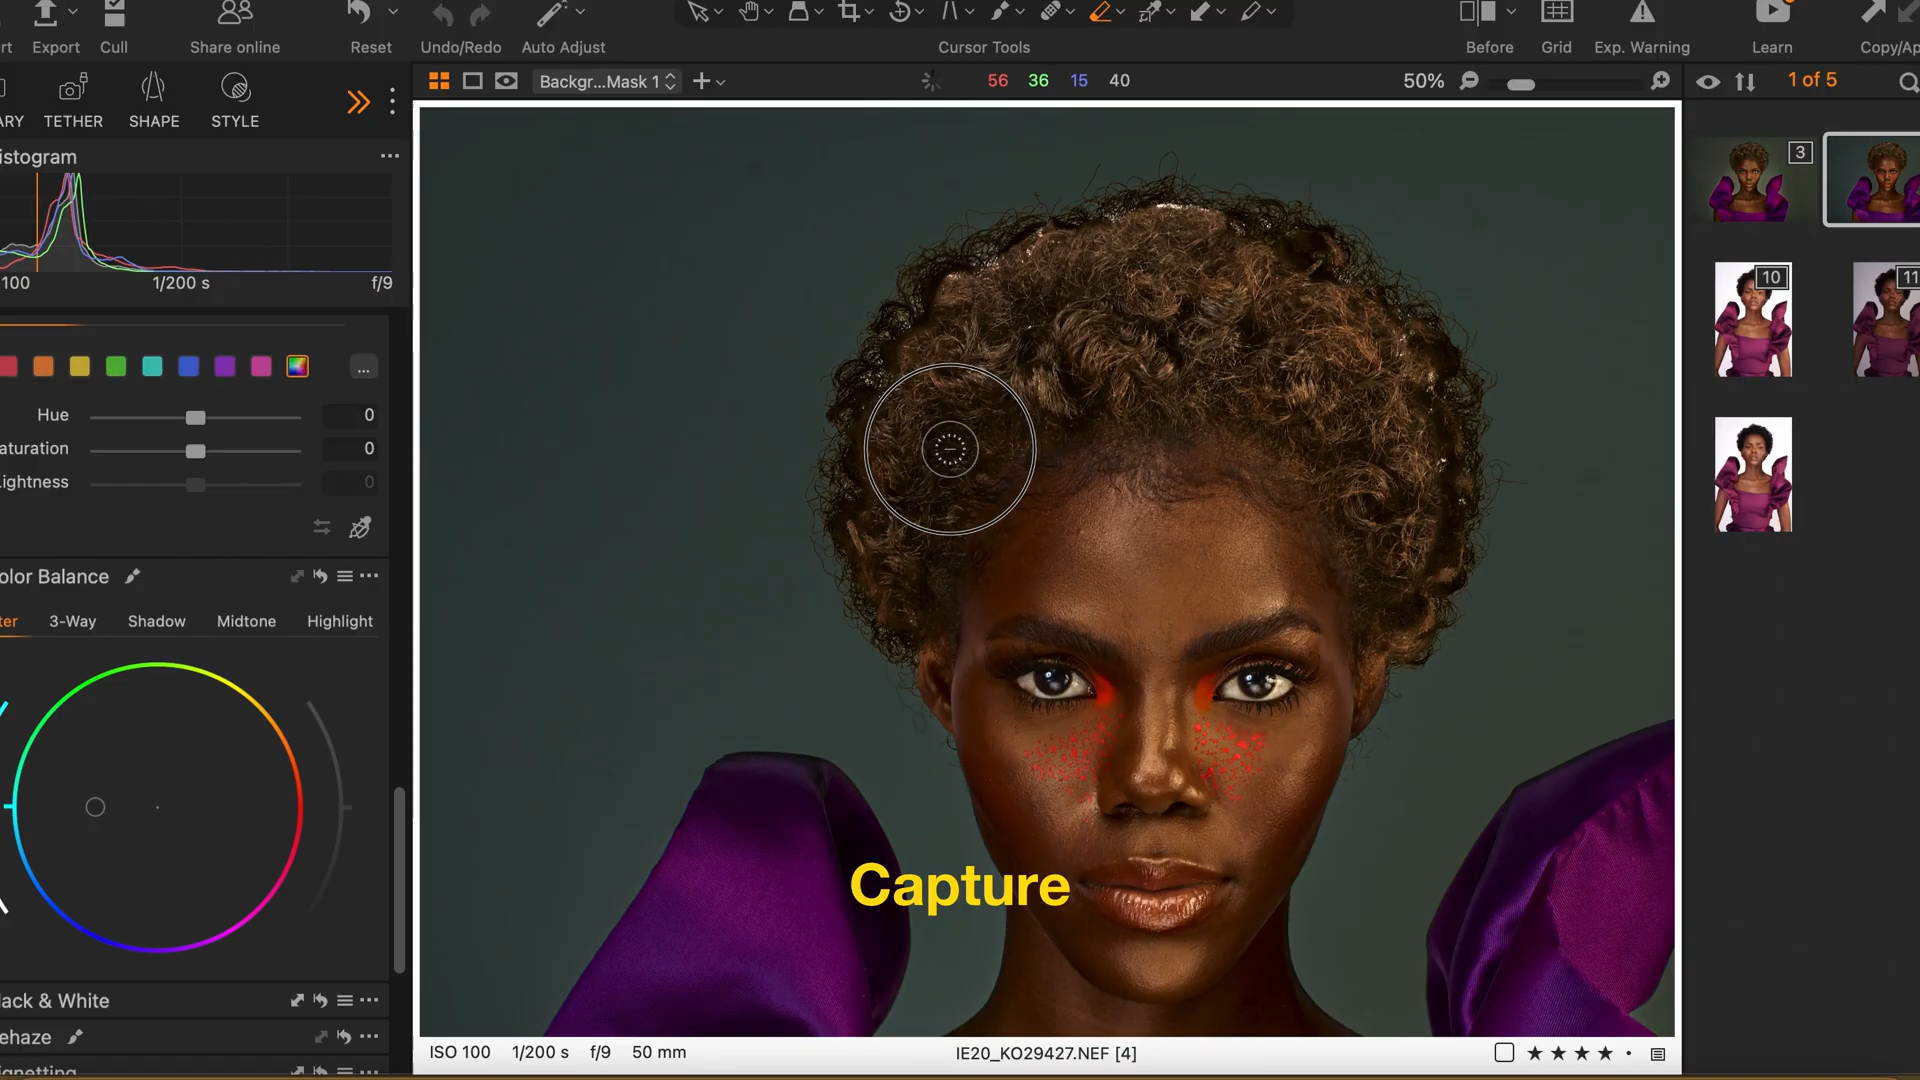 rt Export Cull Share online Reset Undo/Redo Auto Adjust Cursor Tools Before Grid Exp. Warning Learn Copy/Ap
Backgr...Mask 1 56 36 15 40 50% 1 of 5
ARY TETHER SHAPE STYLE
istogram
3
100 1/200 s f/9
10 11
Hue 0
aturation 0
ightness 0
olor Balance
ter 3-Way Shadow Midtone Highlight
Capture
lack & White
ehaze
ISO 100 1/200 s f/9 50 mm IE20_KO29427.NEF [4]
ignetting